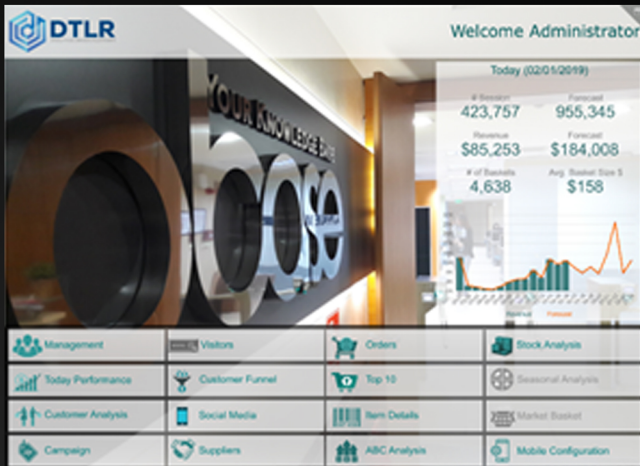 DTLR
Welcome Administrator
YOUR KNOWLEDGE BASE
obase
Today (02/01/2019)
# Session Forecast
423,757 955,345
Revenue Forecast
$85,253 $184,008
# of Baskets Avg. Basket Size $
4,638 $158
Revenue Forecast
Management Visitors Orders Stock Analysis
Today Performance Customer Funnel Top 10 Seasonal Analysis
Customer Analysis Social Media Item Details Market Basket
Campaign Suppliers ABC Analysis Mobile Configuration